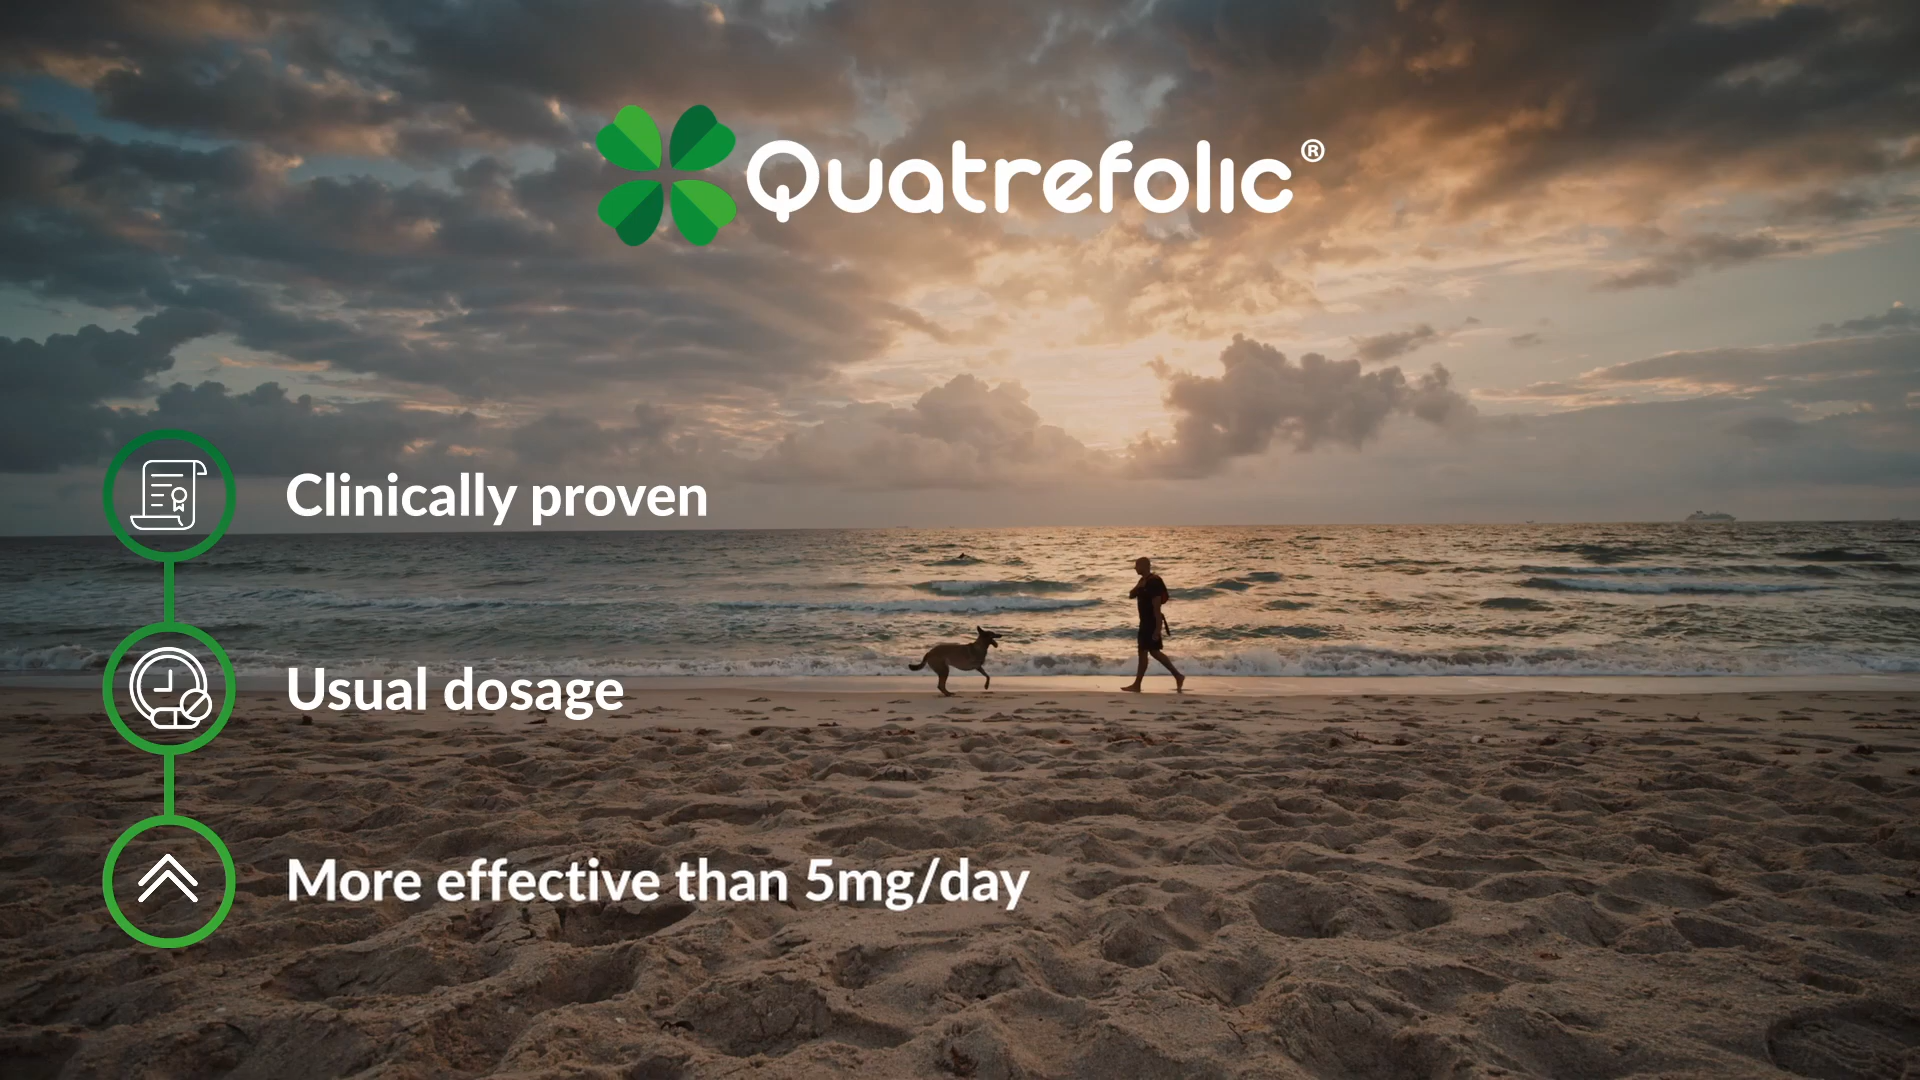 Quatrefolic®
Clinically proven
Usual dosage
More effective than 5mg/day